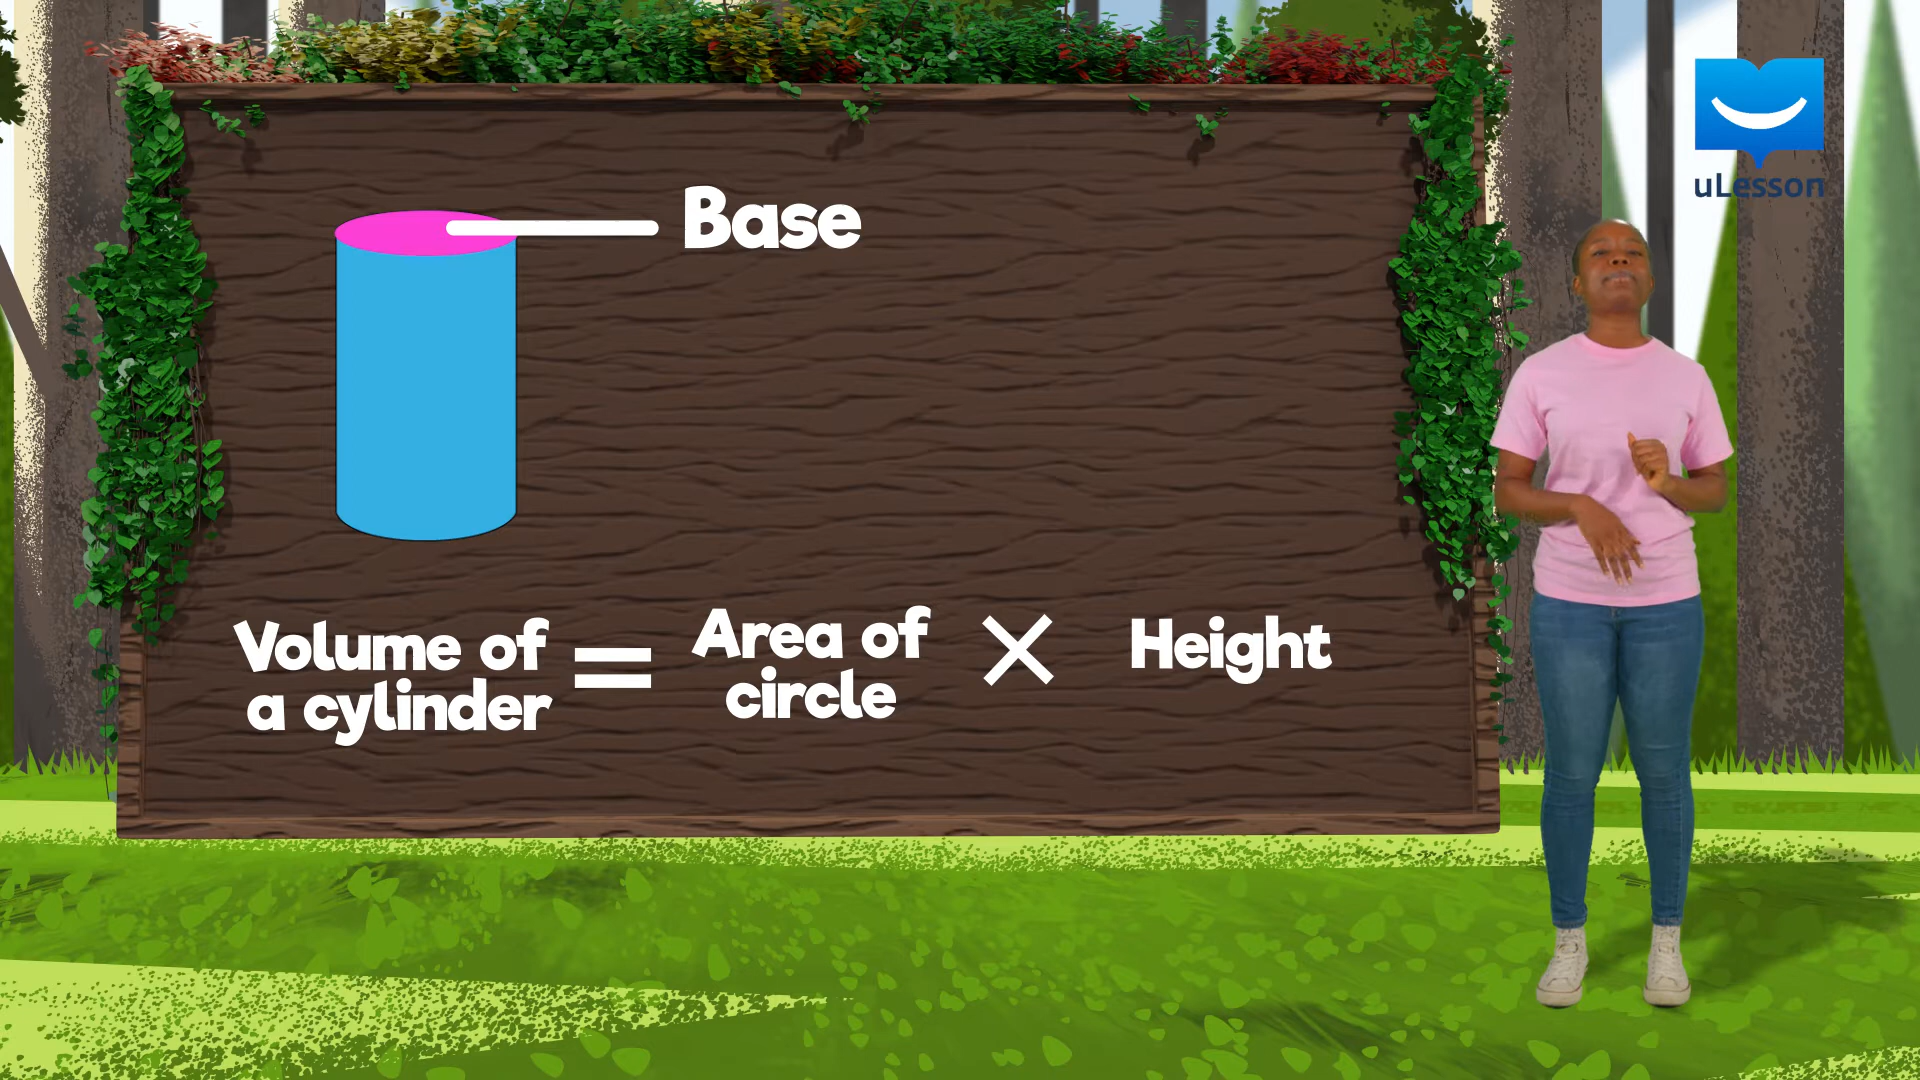 uLesson
Base
Volume of
a cylinder
=
Area of
circle
×
Height